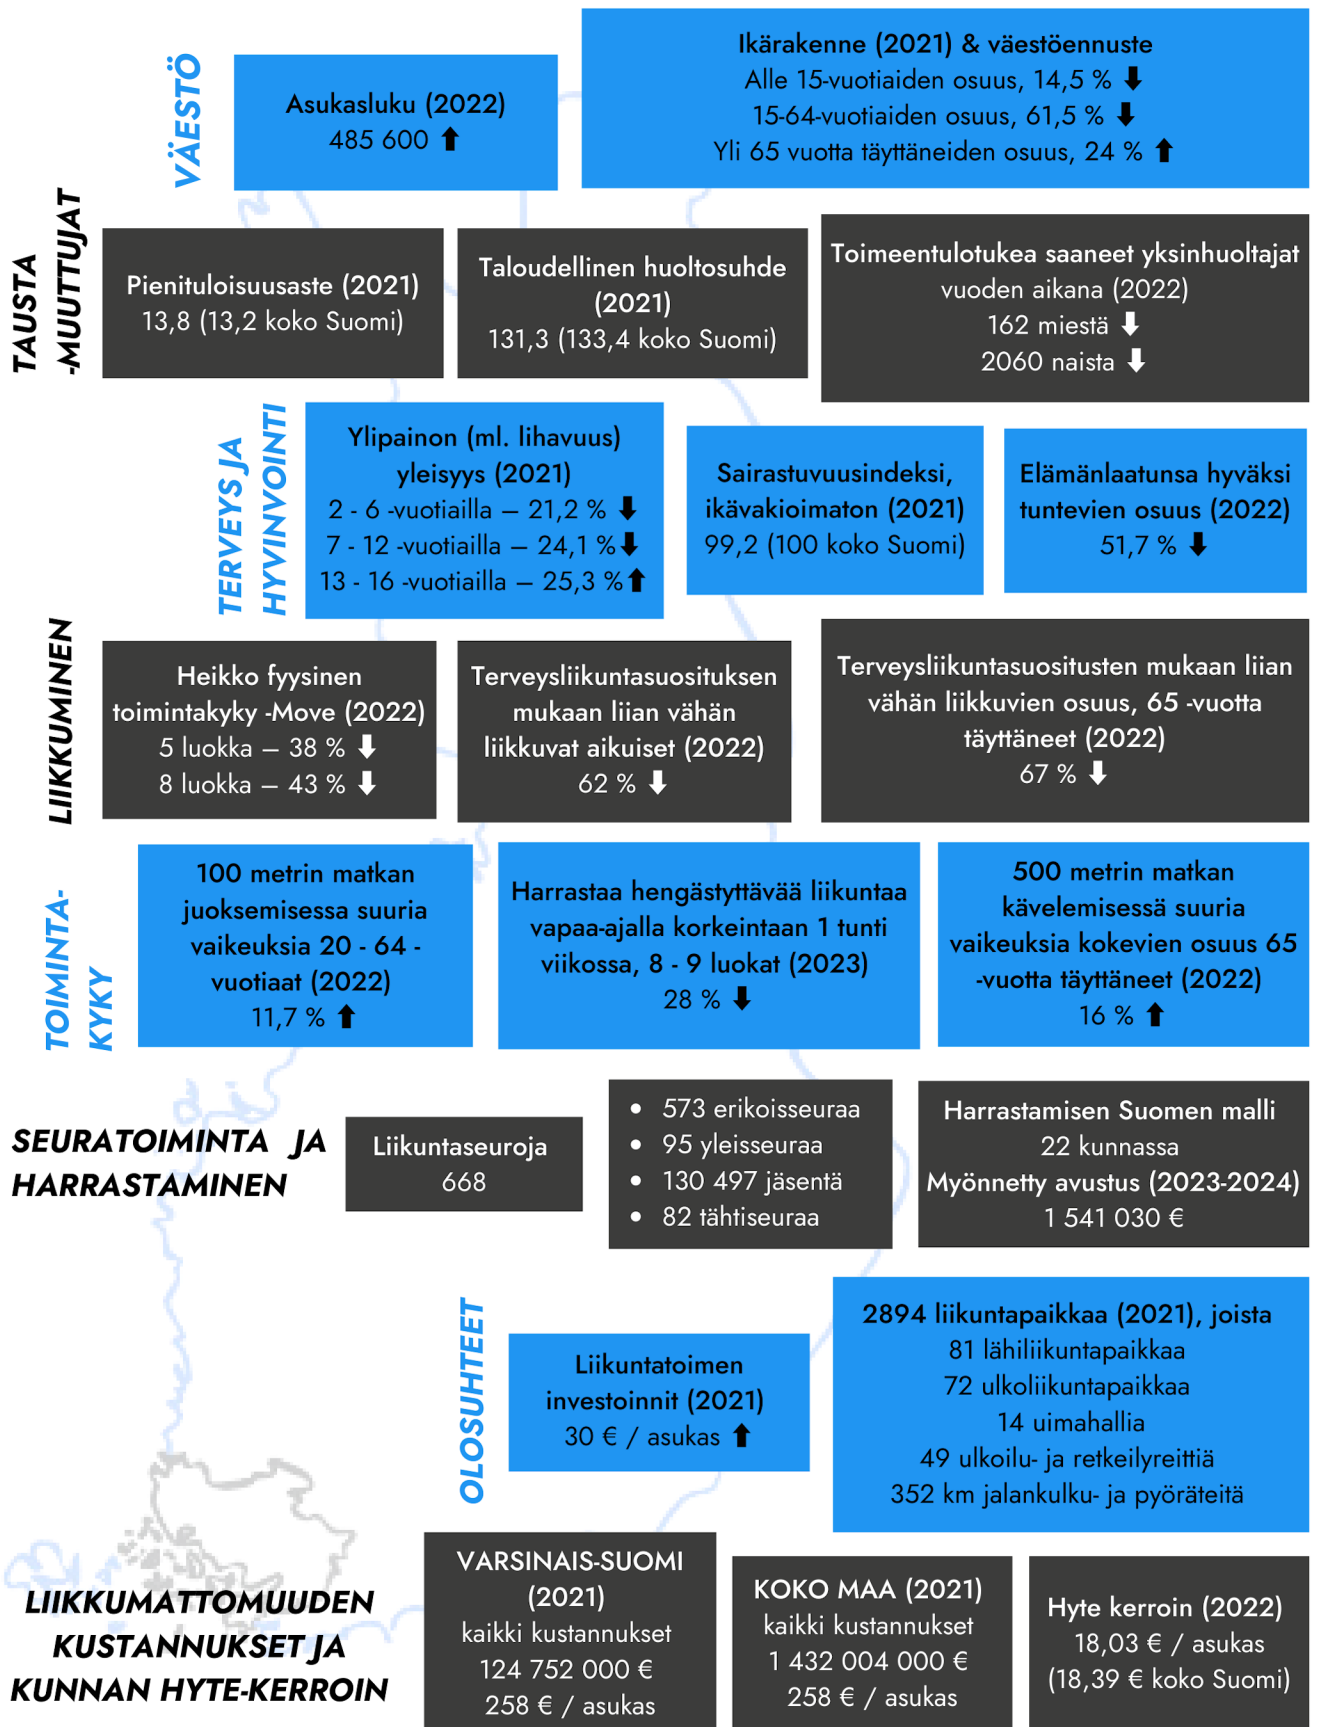 VÄESTÖ
Asukasluku (2022)
485 600
Ikärakenne (2021) & väestöennuste
Alle 15-vuotiaiden osuus, 14,5 %
15-64-vuotiaiden osuus, 61,5 %
Yli 65 vuotta täyttäneiden osuus, 24 %
TAUSTA
-MUUTTUJAT
Pienituloisuusaste (2021)
13,8 (13,2 koko Suomi)
Taloudellinen huoltosuhde
(2021)
131,3 (133,4 koko Suomi)
Toimeentulotukea saaneet yksinhuoltajat
vuoden aikana (2022)
162 miestä
2060 naista
TERVEYS JA
HYVINVOINTI
Ylipainon (ml. lihavuus)
yleisyys (2021)
2 - 6 -vuotiailla – 21,2 %
7 - 12 -vuotiailla – 24,1 %
13 - 16 -vuotiailla – 25,3 %
Sairastuvuusindeksi,
ikävakioimaton (2021)
99,2 (100 koko Suomi)
Elämänlaatunsa hyväksi
tuntevien osuus (2022)
51,7 %
LIIKKUMINEN
Heikko fyysinen
toimintakyky -Move (2022)
5 luokka – 38 %
8 luokka – 43 %
Terveysliikuntasuosituksen
mukaan liian vähän
liikkuvat aikuiset (2022)
62 %
Terveysliikuntasuositusten mukaan liian
vähän liikkuvien osuus, 65 -vuotta
täyttäneet (2022)
67 %
TOIMINTA-
KYKY
100 metrin matkan
juoksemisessa suuria
vaikeuksia 20 - 64 -
vuotiaat (2022)
11,7 %
Harrastaa hengästyttävää liikuntaa
vapaa-ajalla korkeintaan 1 tunti
viikossa, 8 - 9 luokat (2023)
28 %
500 metrin matkan
kävelemisessä suuria
vaikeuksia kokevien osuus 65
-vuotta täyttäneet (2022)
16 %
SEURATOIMINTA JA
HARRASTAMINEN
Liikuntaseuroja
668
• 573 erikoisseuraa
• 95 yleisseuraa
• 130 497 jäsentä
• 82 tähtiseuraa
Harrastamisen Suomen malli
22 kunnassa
Myönnetty avustus (2023-2024)
1 541 030 €
OLOSUHTEET
Liikuntatoimen
investoinnit (2021)
30 € / asukas
2894 liikuntapaikkaa (2021), joista
81 lähiliikuntapaikkaa
72 ulkoliikuntapaikkaa
14 uimahallia
49 ulkoilu- ja retkeilyreittiä
352 km jalankulku- ja pyöräteitä
LIIKKUMATTOMUUDEN
KUSTANNUKSET JA
KUNNAN HYTE-KERROIN
VARSINAIS-SUOMI
(2021)
kaikki kustannukset
124 752 000 €
258 € / asukas
KOKO MAA (2021)
kaikki kustannukset
1 432 004 000 €
258 € / asukas
Hyte kerroin (2022)
18,03 € / asukas
(18,39 € koko Suomi)